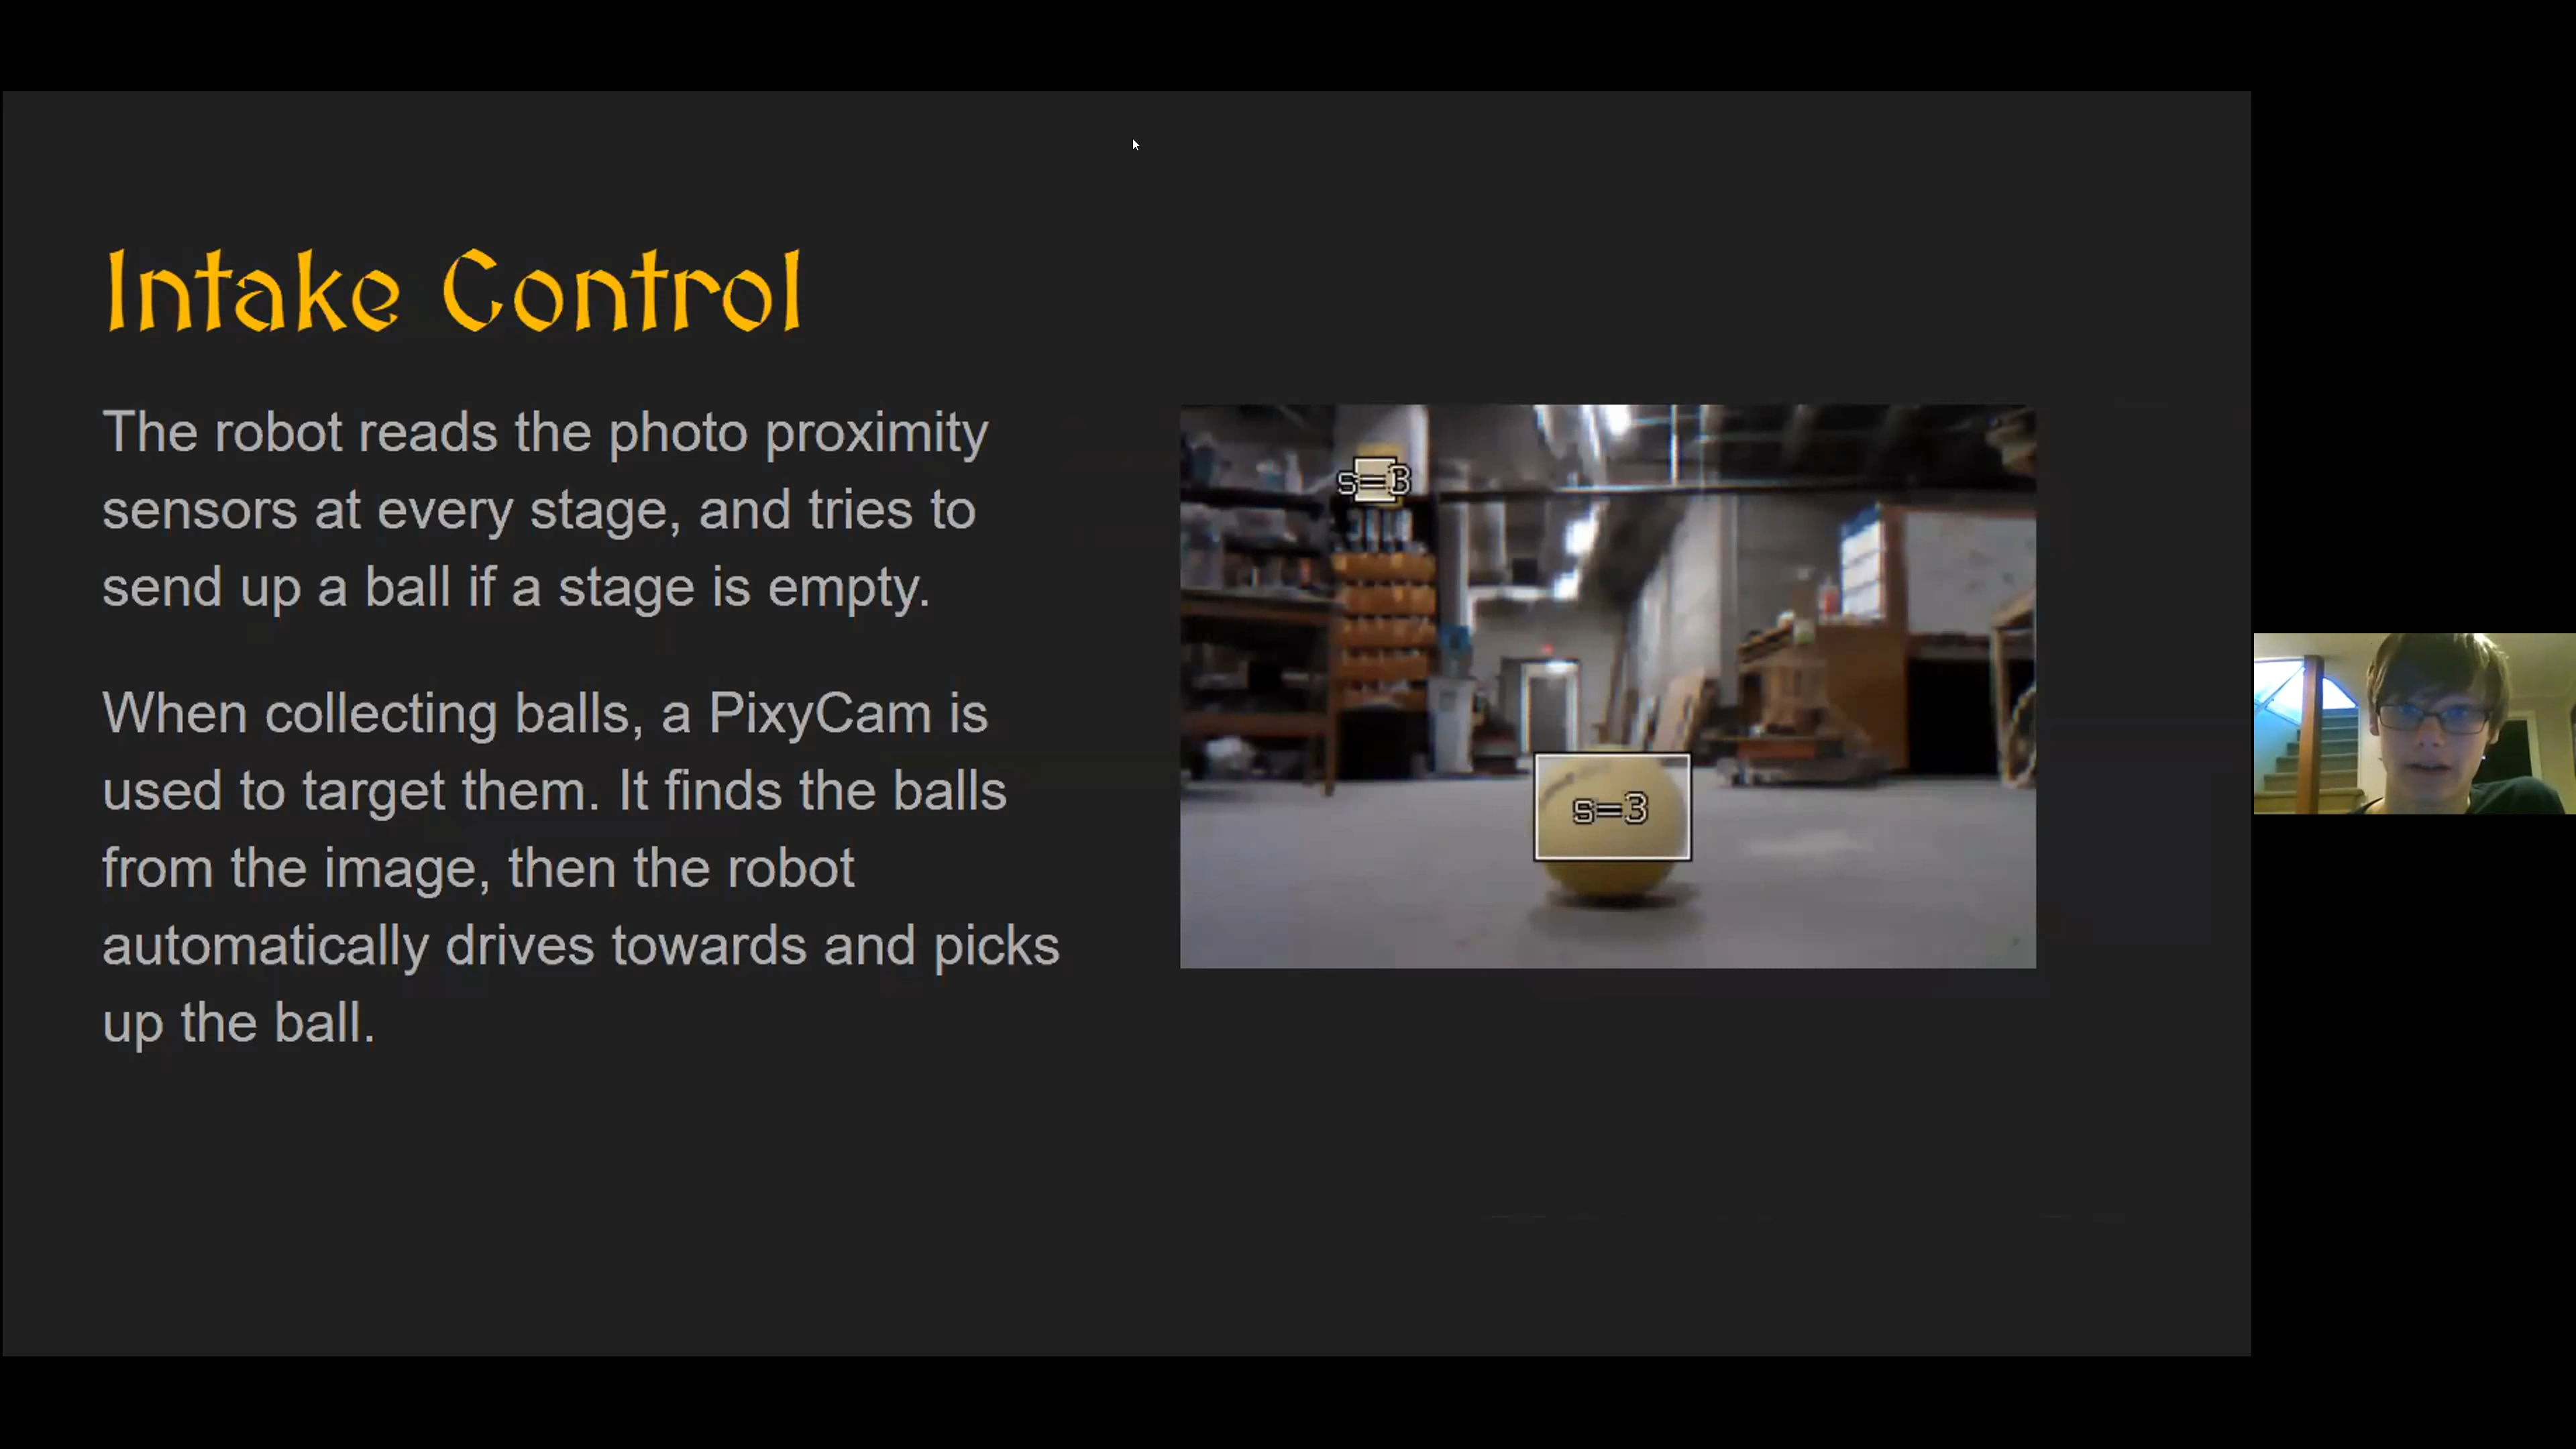 Intake Control
The robot reads the photo proximity
sensors at every stage, and tries to
send up a ball if a stage is empty.
When collecting balls, a PixyCam is
used to target them. It finds the balls
from the image, then the robot
automatically drives towards and picks
up the ball.
s=3
s=3